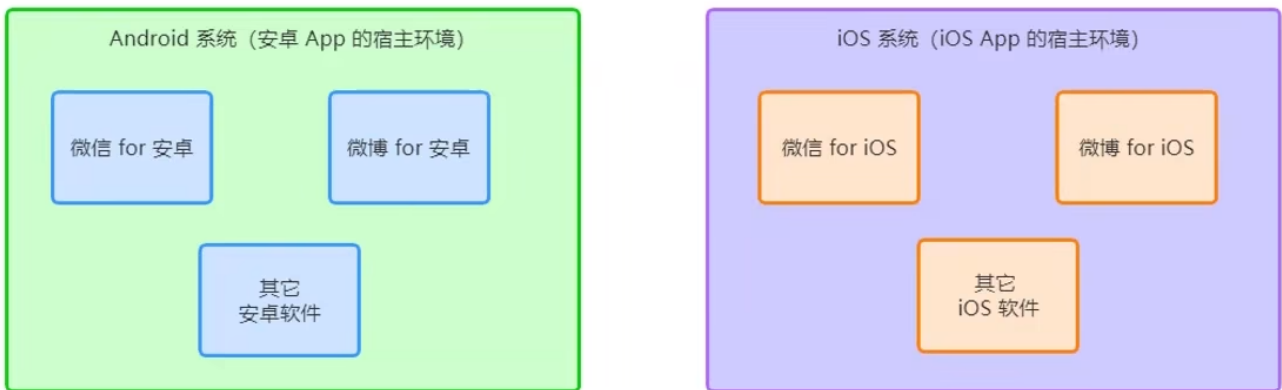 Android 系统（安卓 App 的宿主环境）
微信 for 安卓
微博 for 安卓
其它
安卓软件
iOS 系统（iOS App 的宿主环境）
微信 for iOS
微博 for iOS
其它
iOS 软件